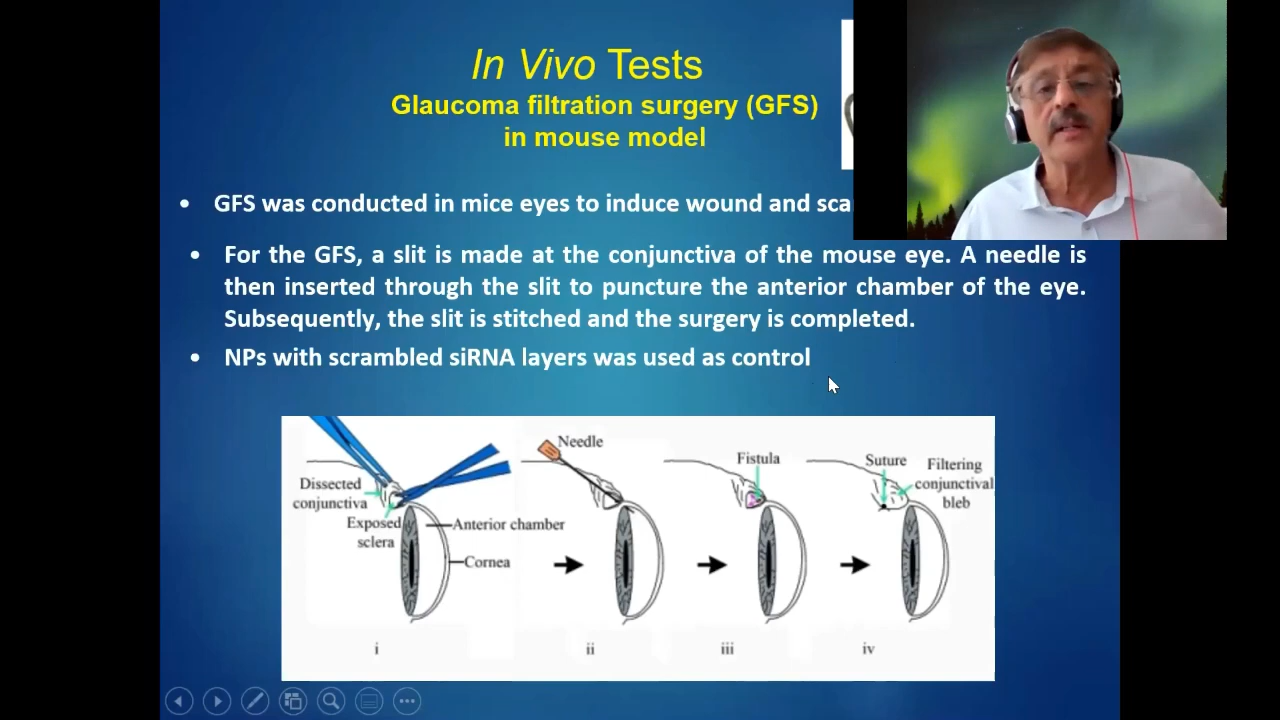 In Vivo Tests
Glaucoma filtration surgery (GFS)
in mouse model
• GFS was conducted in mice eyes to induce wound and
• For the GFS, a slit is made at the conjunctiva of the mouse eye. A needle is
then inserted through the slit to puncture the anterior chamber of the eye.
Subsequently, the slit is stitched and the surgery is completed.
• NPs with scrambled siRNA layers was used as control
Dissected
conjunctiva
Exposed
sclera
Anterior chamber
Cornea
i
Needle
ii
Fistula
iii
Suture
Filtering
conjunctival
bleb
iv